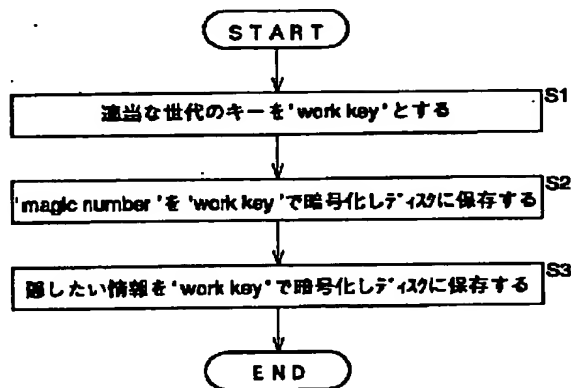 START
S1
適当な世代のキーを'work key'とする
S2
'magic number'を'work key'で暗号化しディスクに保存する
S3
隠したい情報を'work key'で暗号化しディスクに保存する
END